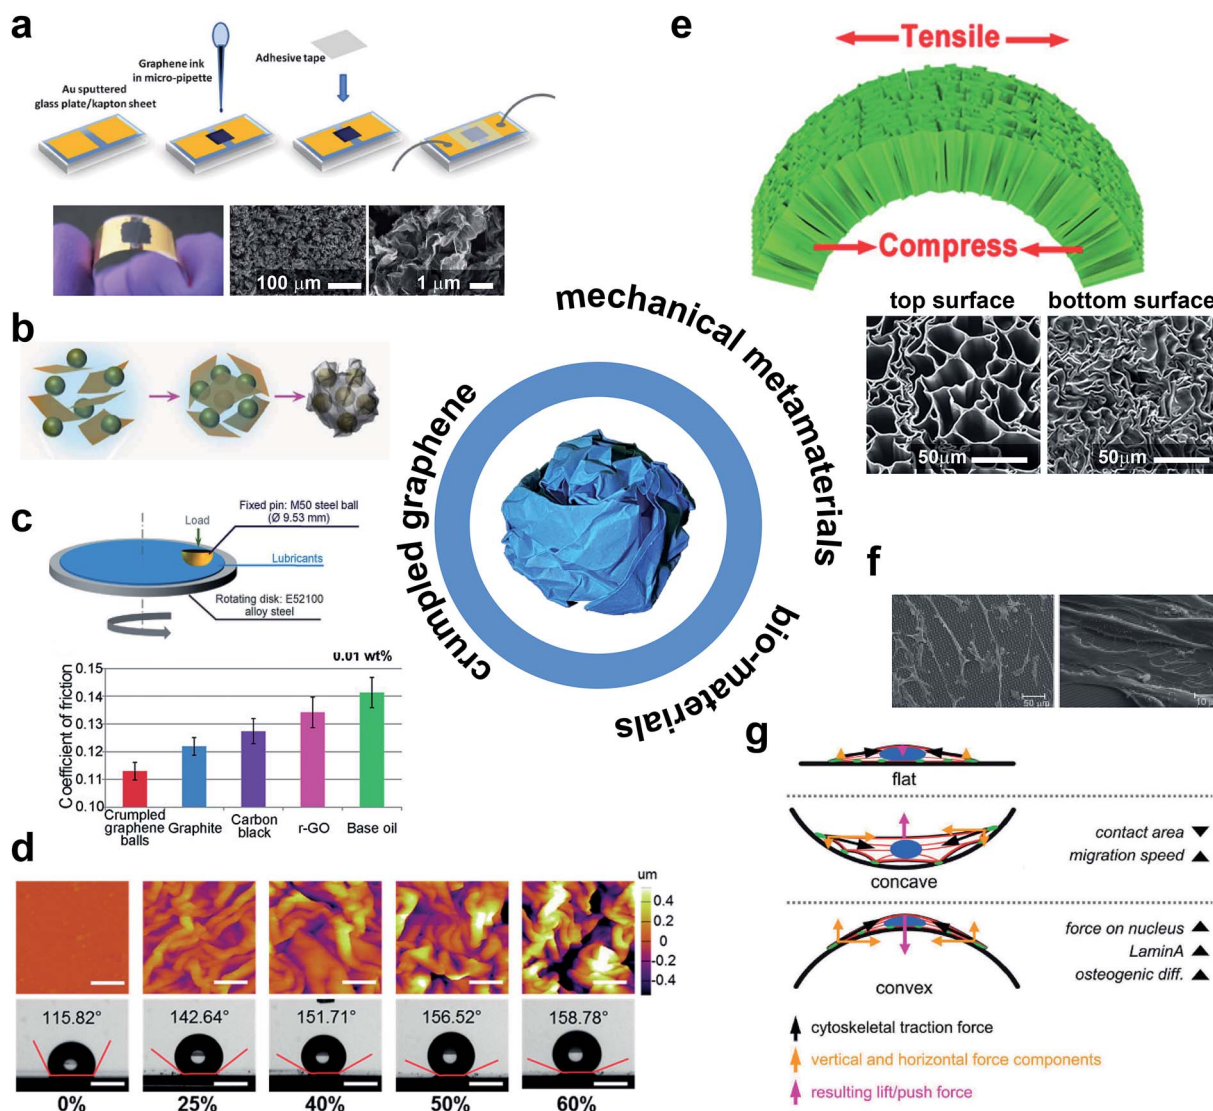 a
Graphene ink
in micro-pipette
Adhesive tape
Au sputtered
glass plate/kapton sheet
100 µm
1 µm
b
c
Load
Fixed pin: M50 steel ball
(Ø 9.53 mm)
Lubricants
Rotating disk: E52100
alloy steel
0.01 wt%
Coefficient of friction
0.15
0.14
0.13
0.12
0.11
0.10
Crumpled
graphene
balls
Graphite
Carbon
black
r-GO
Base oil
d
um
0.4
0.2
0
-0.2
-0.4
115.82°
142.64°
151.71°
156.52°
158.78°
0%
25%
40%
50%
60%
crumpled graphene
mechanical metamaterials
bio-materials
e
Tensile
Compress
top surface
bottom surface
50µm
50µm
f
50 µm
10 µ
g
flat
concave
contact area
migration speed
convex
force on nucleus
LaminA
osteogenic diff.
cytoskeletal traction force
vertical and horizontal force components
resulting lift/push force